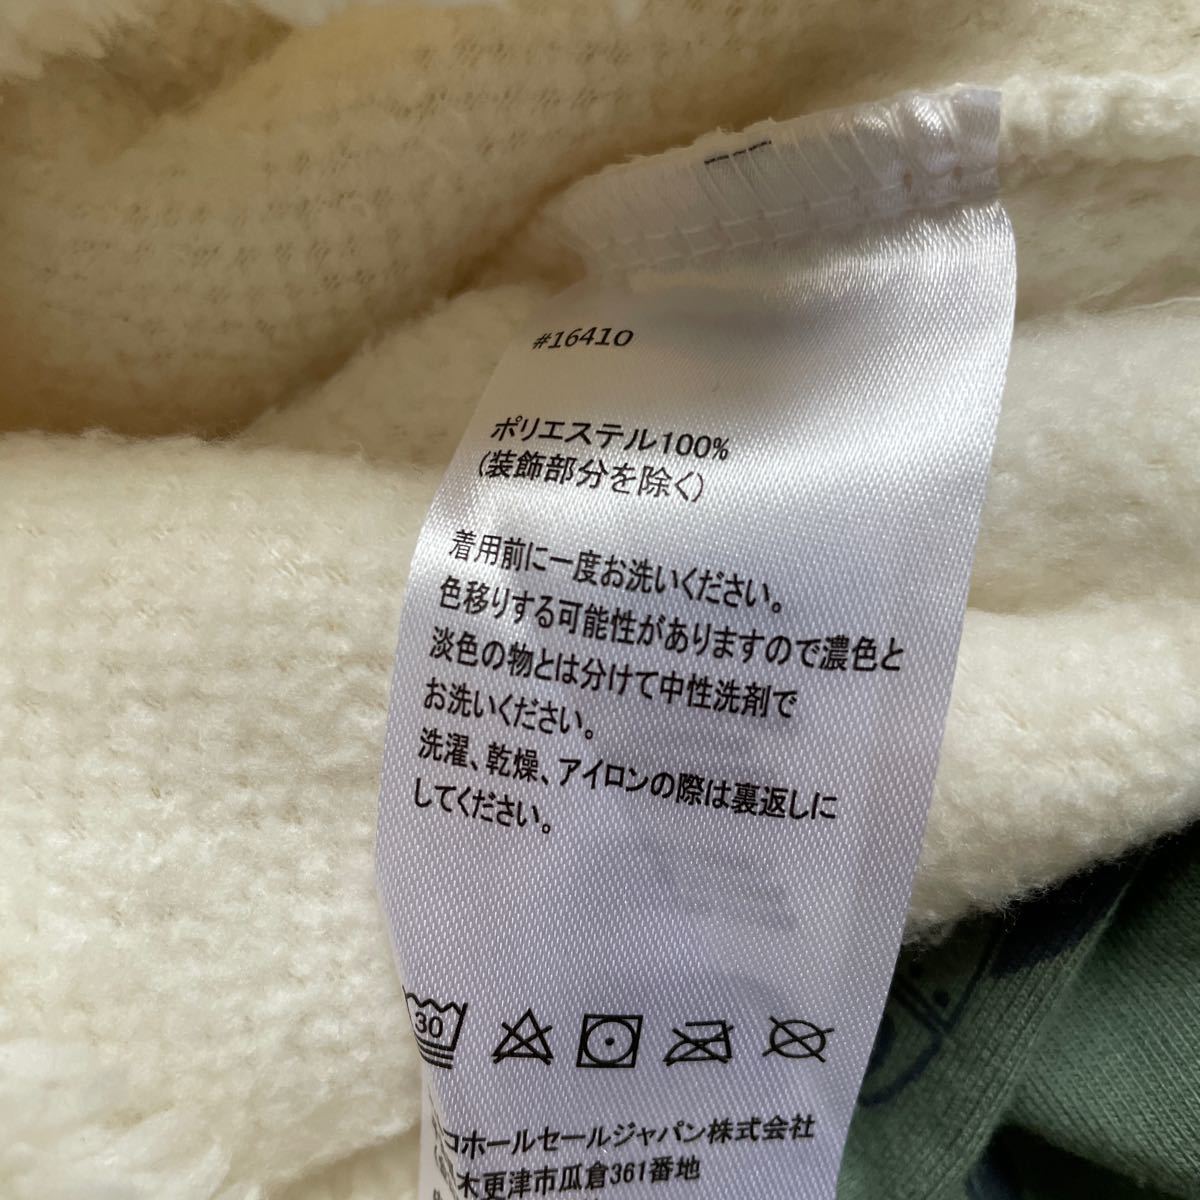 #16410
ポリエステル100%
(装飾部分を除く)
着用前に一度お洗いください。
色移りする可能性がありますので濃色と
淡色の物とは分けて中性洗剤で
お洗いください。
洗濯、乾燥、アイロンの際は裏返しに
してください。
30
コホールセールジャパン株式会社
木更津市瓜倉361番地